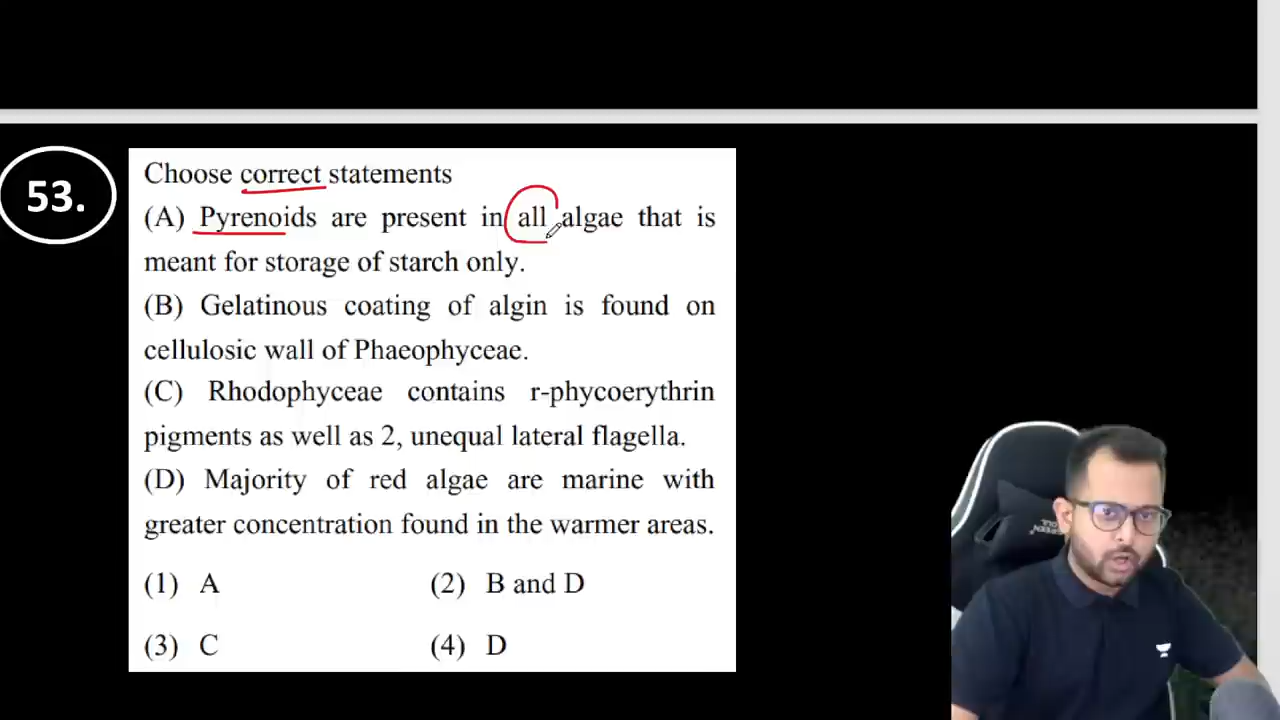 53.
Choose correct statements
(A) Pyrenoids are present in all algae that is
meant for storage of starch only.
(B) Gelatinous coating of algin is found on
cellulosic wall of Phaeophyceae.
(C) Rhodophyceae contains r-phycoerythrin
pigments as well as 2, unequal lateral flagella.
(D) Majority of red algae are marine with
greater concentration found in the warmer areas.
(1) A (2) B and D
(3) C (4) D